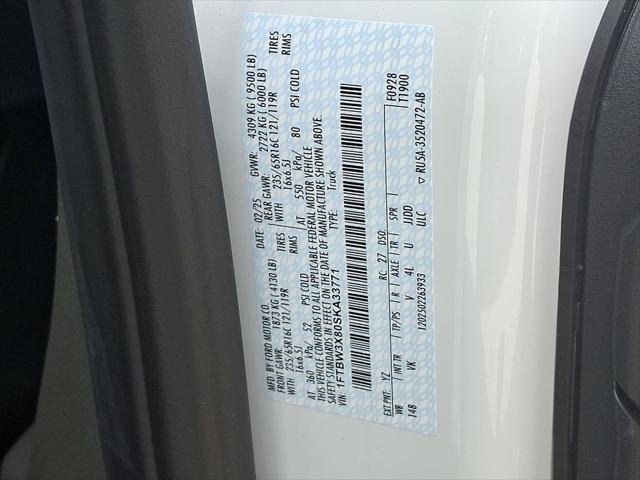 MFD. BY FORD MOTOR CO.
DATE: 02/25 GVWR: 4309 KG ( 9500 LB)
FRONT GAWR: 1873 KG ( 4130 LB) REAR GAWR: 2722 KG ( 6000 LB)
WITH 235/65R16C 121/119R TIRES WITH 235/65R16C 121/119R TIRES
16x6.5J RIMS 16x6.5J RIMS
AT 360 kPa/ 52 PSI COLD AT 550 kPa/ 80 PSI COLD
THIS VEHICLE CONFORMS TO ALL APPLICABLE FEDERAL MOTOR VEHICLE
SAFETY STANDARDS IN EFFECT ON THE DATE OF MANUFACTURE SHOWN ABOVE.
VIN: 1FTBW3X80SKA33771 TYPE: Truck
EXT PNT: YZ RC: 27 DSO: F0928
WB INT TR TP/PS R AXLE TR SPR T1900
148 VK V 4L U JJDD
1202502263933 ULC ▽ RU5A-3520472-AB